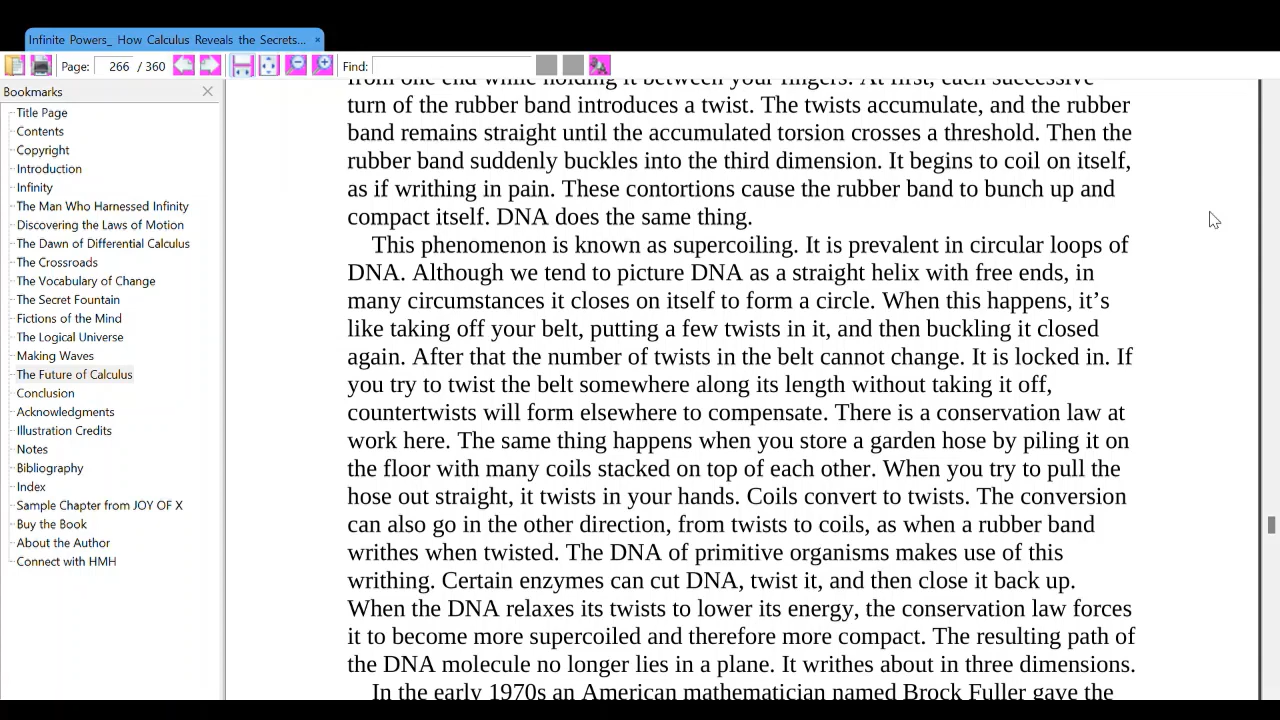 Infinite Powers_ How Calculus Reveals the Secrets... ×
Page: 266 / 360 Find:
Bookmarks
Title Page
Contents
Copyright
Introduction
Infinity
The Man Who Harnessed Infinity
Discovering the Laws of Motion
The Dawn of Differential Calculus
The Crossroads
The Vocabulary of Change
The Secret Fountain
Fictions of the Mind
The Logical Universe
Making Waves
The Future of Calculus
Conclusion
Acknowledgments
Illustration Credits
Notes
Bibliography
Index
Sample Chapter from JOY OF X
Buy the Book
About the Author
Connect with HMH
from one end while holding it between your fingers. At first, each successive
turn of the rubber band introduces a twist. The twists accumulate, and the rubber
band remains straight until the accumulated torsion crosses a threshold. Then the
rubber band suddenly buckles into the third dimension. It begins to coil on itself,
as if writhing in pain. These contortions cause the rubber band to bunch up and
compact itself. DNA does the same thing.
This phenomenon is known as supercoiling. It is prevalent in circular loops of
DNA. Although we tend to picture DNA as a straight helix with free ends, in
many circumstances it closes on itself to form a circle. When this happens, it’s
like taking off your belt, putting a few twists in it, and then buckling it closed
again. After that the number of twists in the belt cannot change. It is locked in. If
you try to twist the belt somewhere along its length without taking it off,
countertwists will form elsewhere to compensate. There is a conservation law at
work here. The same thing happens when you store a garden hose by piling it on
the floor with many coils stacked on top of each other. When you try to pull the
hose out straight, it twists in your hands. Coils convert to twists. The conversion
can also go in the other direction, from twists to coils, as when a rubber band
writhes when twisted. The DNA of primitive organisms makes use of this
writhing. Certain enzymes can cut DNA, twist it, and then close it back up.
When the DNA relaxes its twists to lower its energy, the conservation law forces
it to become more supercoiled and therefore more compact. The resulting path of
the DNA molecule no longer lies in a plane. It writhes about in three dimensions.
In the early 1970s an American mathematician named Brock Fuller gave the